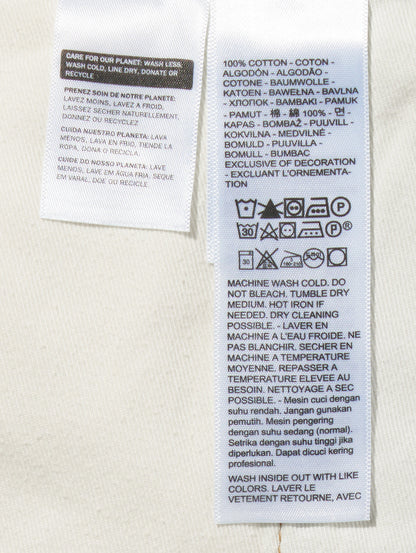 CARE FOR OUR PLANET: WASH LESS,
WASH COLD, LINE DRY, DONATE OR
RECYCLE
PRENEZ SOIN DE NOTRE PLANETE:
LAVEZ MOINS, LAVEZ A FROID,
LAISSEZ SECHER NATURELLEMENT,
DONNEZ OU RECYCLEZ
CUIDA NUESTRO PLANETA: LAVA
MENOS, LAVA EN FRIO, TIENDE LA
ROPA, DONA O RECICLA.
CUIDE DO NOSSO PLANETA: LAVE
MENOS, LAVE EM ÁGUA FRIA, SEQUE
EM VARAL, DOE OU RECICLE.
100% COTTON - COTON -
ALGODÓN - ALGODÃO -
COTONE - BAUMWOLLE -
KATOEN - BAWEŁNA - BAVLNA
- ХЛОПОК - BAMBAKI - PAMUK
- PAMUT - 棉 - 綿 100% - 면 -
KAPAS - BOMBAŽ - PUUVILL -
KOKVILNA - MEDVILNĖ -
BOMULD - PUUVILLA -
BOMULL - BUMBAC
EXCLUSIVE OF DECORATION
- EXCLUANT L'ORNEMENTA-
TION
P
30 P®
30
MACHINE WASH COLD. DO
NOT BLEACH. TUMBLE DRY
MEDIUM. HOT IRON IF
NEEDED. DRY CLEANING
POSSIBLE. - LAVER EN
MACHINE A L'EAU FROIDE. NE
PAS BLANCHIR. SECHER EN
MACHINE A TEMPERATURE
MOYENNE. REPASSER A
TEMPERATURE ELEVEE AU
BESOIN. NETTOYAGE A SEC
POSSIBLE. - Mesin cuci dengan
suhu rendah. Jangan gunakan
pemutih. Mesin pengering
dengan suhu sedang (normal).
Setrika dengan suhu tinggi jika
diperlukan. Dapat dicuci kering
profesional.
WASH INSIDE OUT WITH LIKE
COLORS. LAVER LE
VETEMENT RETOURNE, AVEC